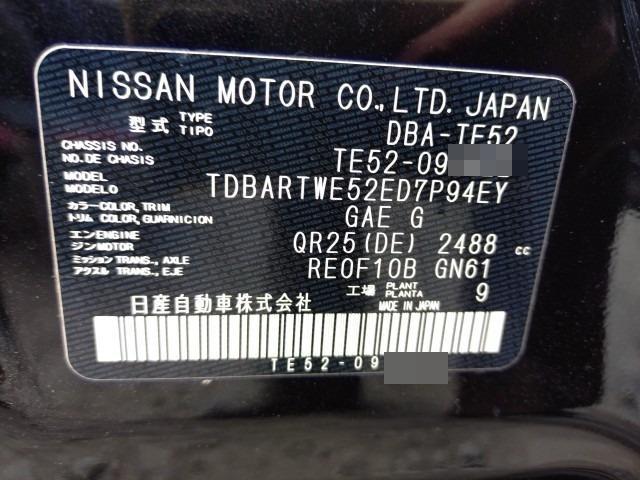 NISSAN MOTOR CO.,LTD. JAPAN
型式 TYPE TIPO DBA-TE52
CHASSIS NO. NO.DE CHASIS TE52-09
MODEL MODELO TDBARTWE52ED7P94EY
カラー COLOR, TRIM トリム COLOR, GUARNICION GAE G
エンジン ENGINE MOTOR QR25(DE) 2488 cc
ミッション TRANS., AXLE アクスル TRANS., EJE RE0F10B GN61
工場 PLANT PLANTA 9
日産自動車株式会社 MADE IN JAPAN
TE52-09